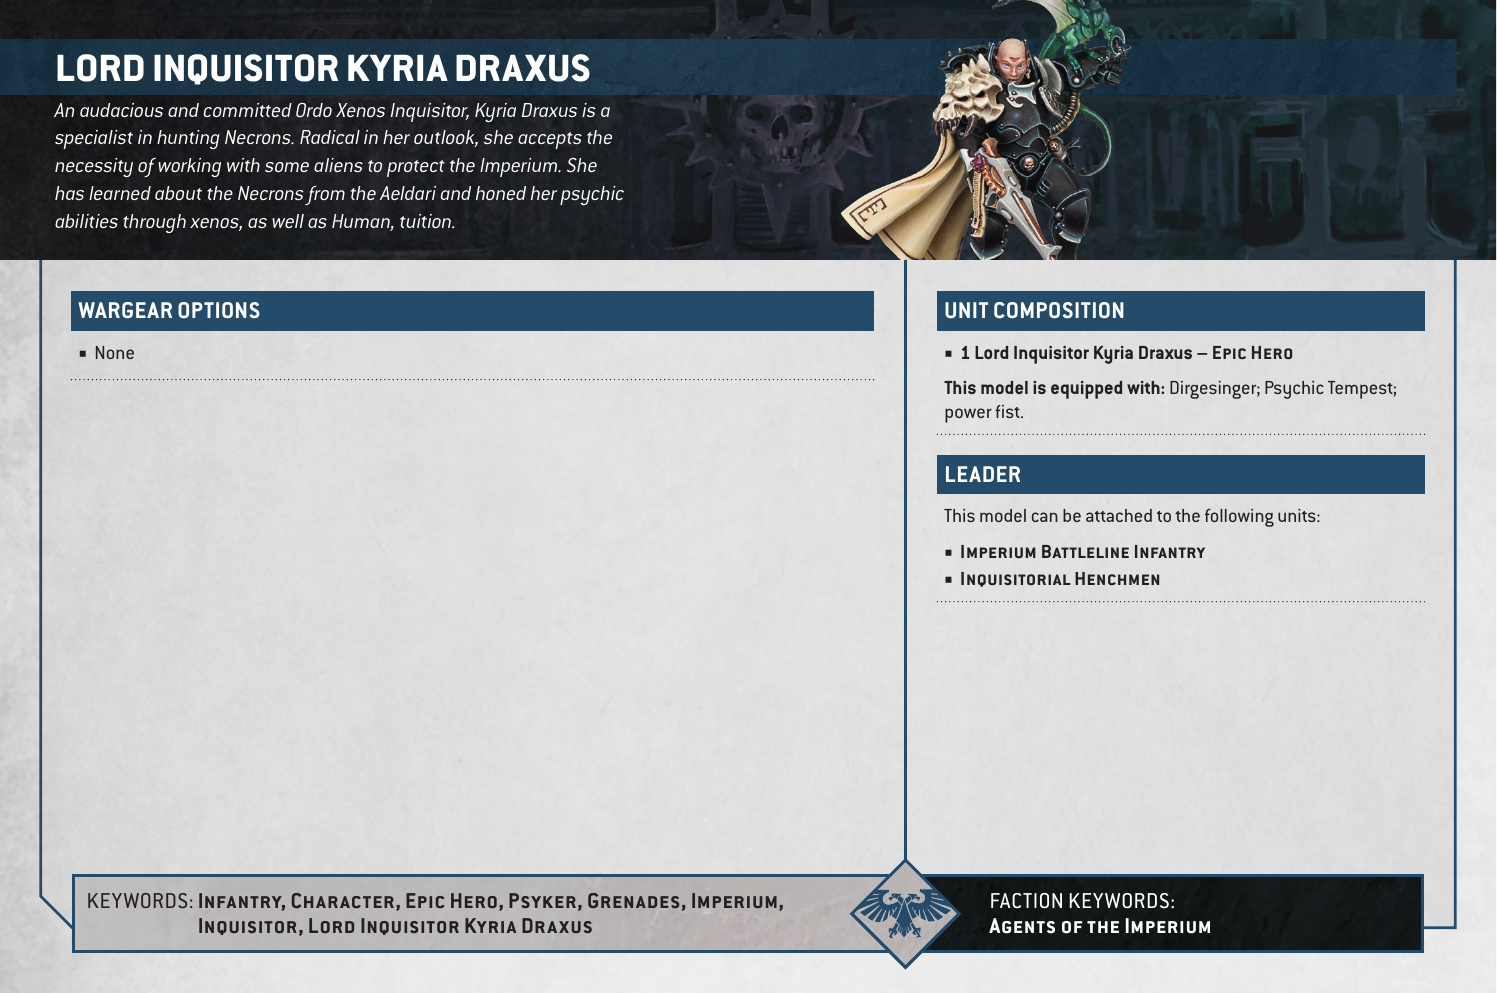 LORD INQUISITOR KYRIA DRAXUS
An audacious and committed Ordo Xenos Inquisitor, Kyria Draxus is a
specialist in hunting Necrons. Radical in her outlook, she accepts the
necessity of working with some aliens to protect the Imperium. She
has learned about the Necrons from the Aeldari and honed her psychic
abilities through xenos, as well as Human, tuition.
WARGEAR OPTIONS
▪ None
UNIT COMPOSITION
▪ 1 Lord Inquisitor Kyria Draxus – Epic Hero
This model is equipped with: Dirgesinger; Psychic Tempest;
power fist.
LEADER
This model can be attached to the following units:
▪ Imperium Battleline Infantry
▪ Inquisitorial Henchmen
KEYWORDS: Infantry, Character, Epic Hero, Psyker, Grenades, Imperium,
Inquisitor, Lord Inquisitor Kyria Draxus
FACTION KEYWORDS:
Agents of the Imperium